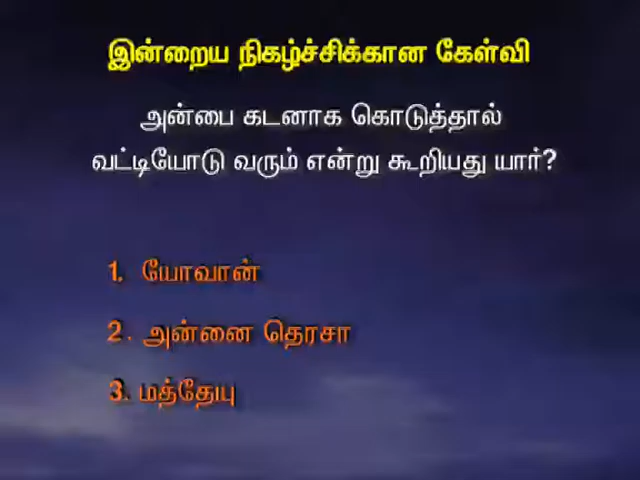 இன்றைய நிகழ்ச்சிக்கான கேள்வி
அன்பை கடனாக கொடுத்தால்
வட்டியோடு வரும் என்று கூறியது யார்?
1. யோவான்
2. அன்னை தெரசா
3. மத்தேயு